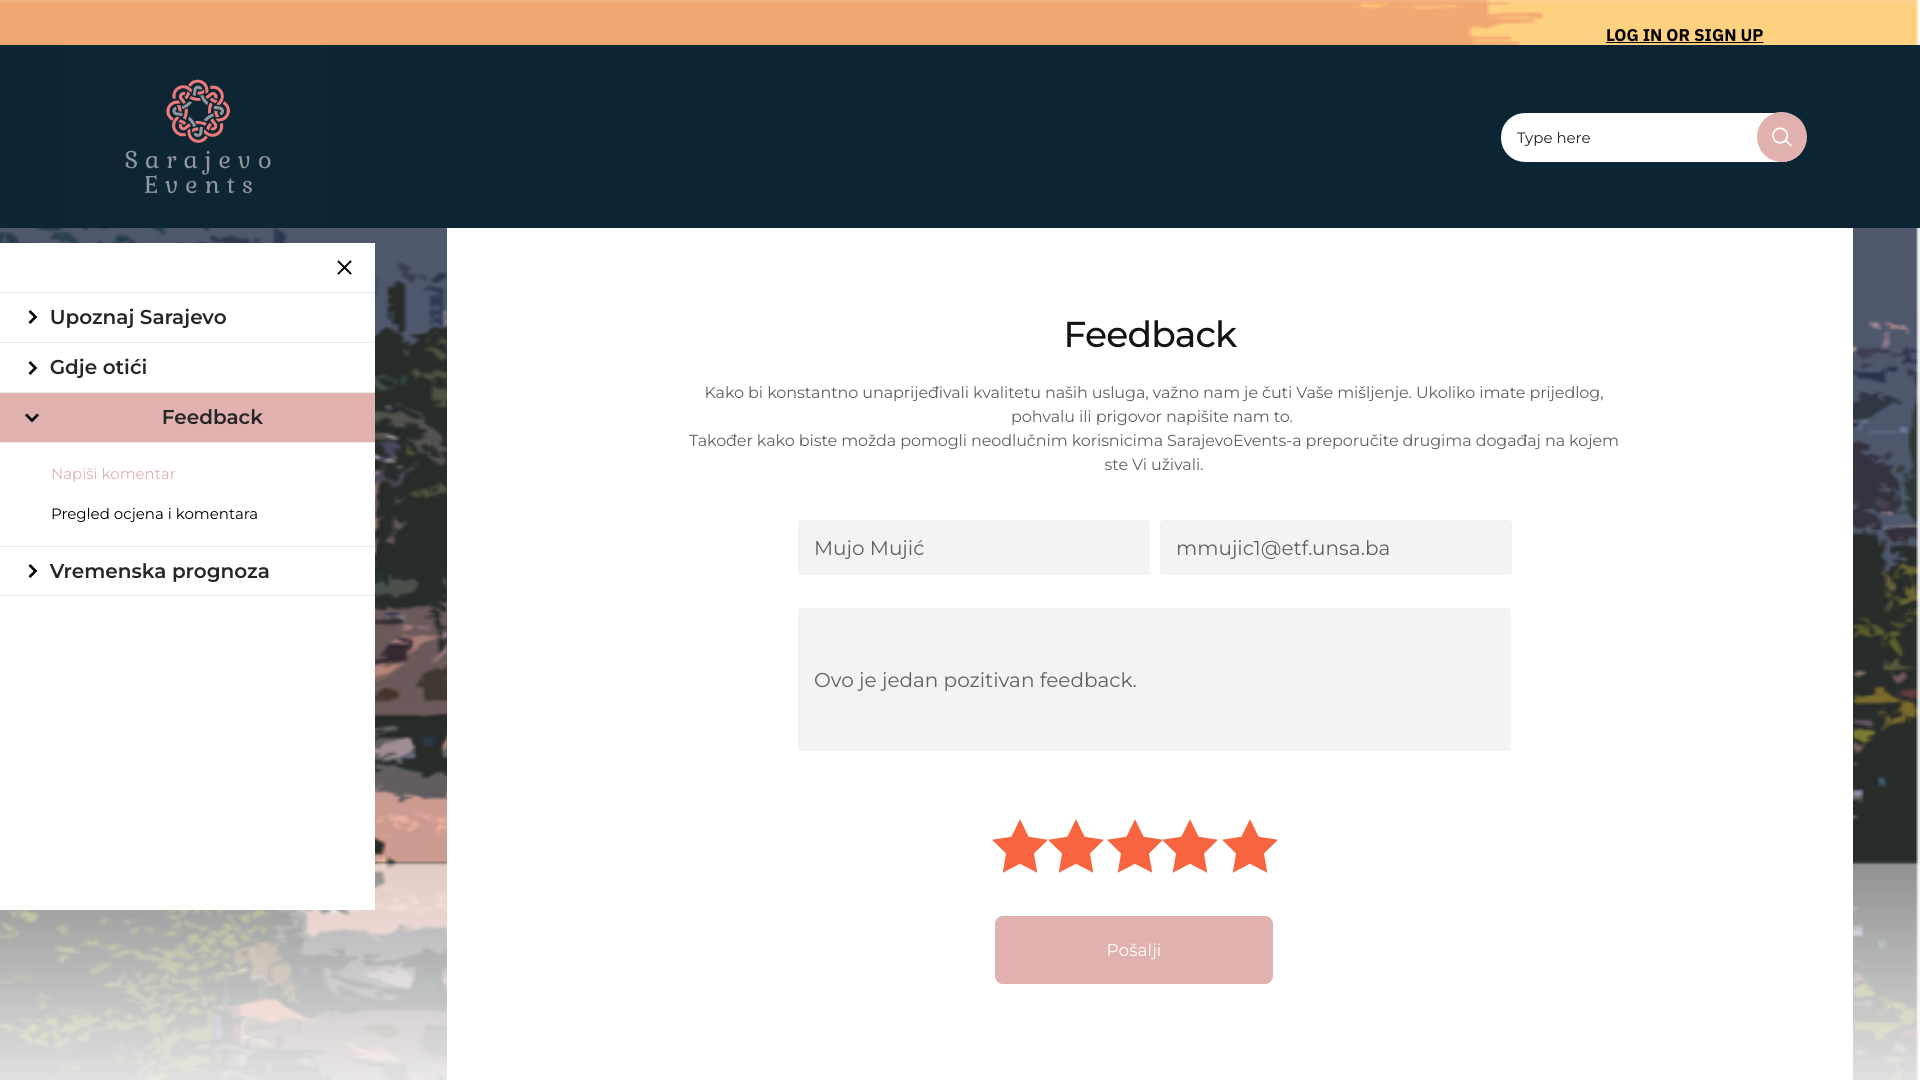 LOG IN OR SIGN UP
Sarajevo
Events
Type here
Upoznaj Sarajevo
Gdje otići
Feedback
Napiši komentar
Pregled ocjena i komentara
Vremenska prognoza
Feedback
Kako bi konstantno unaprijeđivali kvalitetu naših usluga, važno nam je čuti Vaše mišljenje. Ukoliko imate prijedlog,
pohvalu ili prigovor napišite nam to.
Također kako biste možda pomogli neodlučnim korisnicima SarajevoEvents-a preporučite drugima događaj na kojem
ste Vi uživali.
Mujo Mujić
mmujic1@etf.unsa.ba
Ovo je jedan pozitivan feedback.
Pošalji